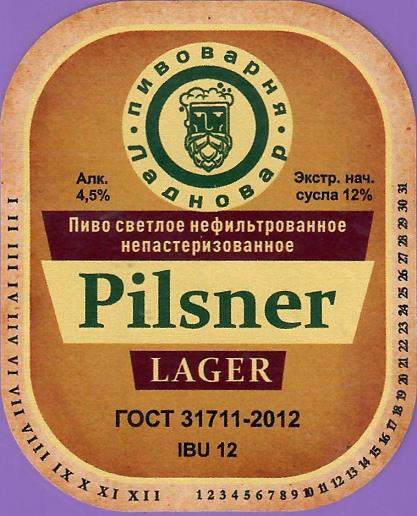 ПИВОВАРНЯ
Ладновар
Алк.
4,5%
Экстр. нач.
сусла 12%
Пиво светлое нефильтрованное
непастеризованное
Pilsner
LAGER
ГОСТ 31711-2012
IBU 12
I II III IV V VI VII VIII IX X XI XII
1 2 3 4 5 6 7 8 9 10 11 12 13 14 15 16 17 18 19 20 21 22 23 24 25 26 27 28 29 30 31